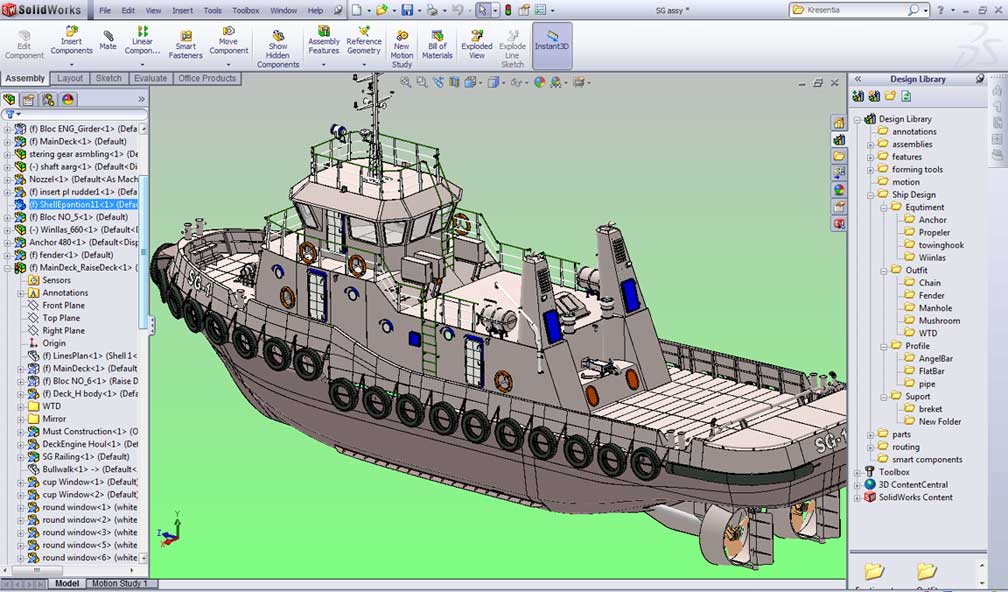 SolidWorks File Edit View Insert Tools Toolbox Window Help SG assy * Kresentia
Edit Component
Insert Components
Mate
Linear Compon...
Smart Fasteners
Move Component
Show Hidden Components
Assembly Features
Reference Geometry
New Motion Study
Bill of Materials
Exploded View
Explode Line Sketch
Instant3D
Assembly Layout Sketch Evaluate Office Products
(f) Bloc ENG_Girder<1> (Defa
(f) MainDeck<1> (Default)
stering gear asmbling<1> (De
(-) shaft aarg<1> (Default<Di
Nozzel<1> (Default<As Mach
(f) insert pl rudder1<1> (Defa
(f) ShellEpantion11<1> (Defau
(f) Bloc NO_5<1> (Default)
(-) Winllas_660<1> (Default<D
Anchor 480<1> (Default<Disp
(f) fender<1> (Default)
(f) MainDeck_RaiseDeck<1> (
Sensors
Annotations
Front Plane
Top Plane
Right Plane
Origin
(f) LinesPlan<1> (Shell 1<
(f) MainDeck<1> (Default)
(f) Bloc NO_6<1> (Raise D
(f) Deck_H body<1> (Defa
WTD
Mirror
Must Construction<1> (O
DeckEngine Houl<1> (Def
SG Railing<1> (Default)
Bullwalk<1> -> (Default<
cup Window<1> (Default)
cup Window<2> (Default)
round window<1> (white
round window<2> (white
round window<3> (white
round window<5> (white
round window<6> (white
Model Motion Study 1
SG-1
SG-1
Y
Z
X
Design Library
Design Library
annotations
assemblies
features
forming tools
motion
Ship Design
Equtiment
Anchor
Propeler
towinghook
Wiinlas
Outfit
Chain
Fender
Manhole
Mushroom
WTD
Profile
AngelBar
FlatBar
pipe
Suport
breket
New Folder
parts
routing
smart components
Toolbox
3D ContentCentral
SolidWorks Content